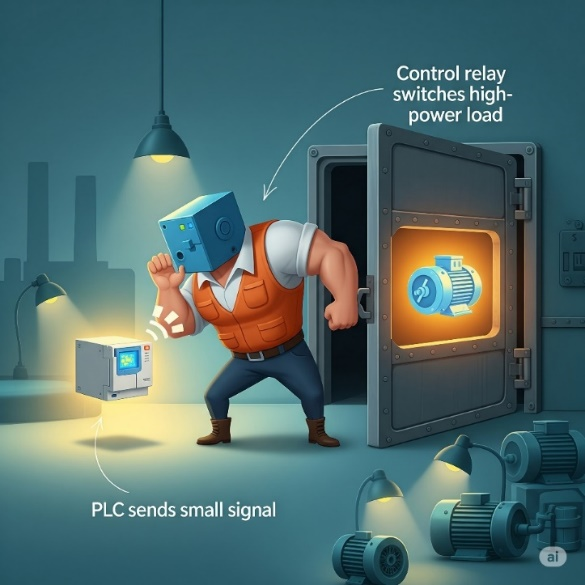 Control relay
switches high-
power load
PLC sends small signal
ai